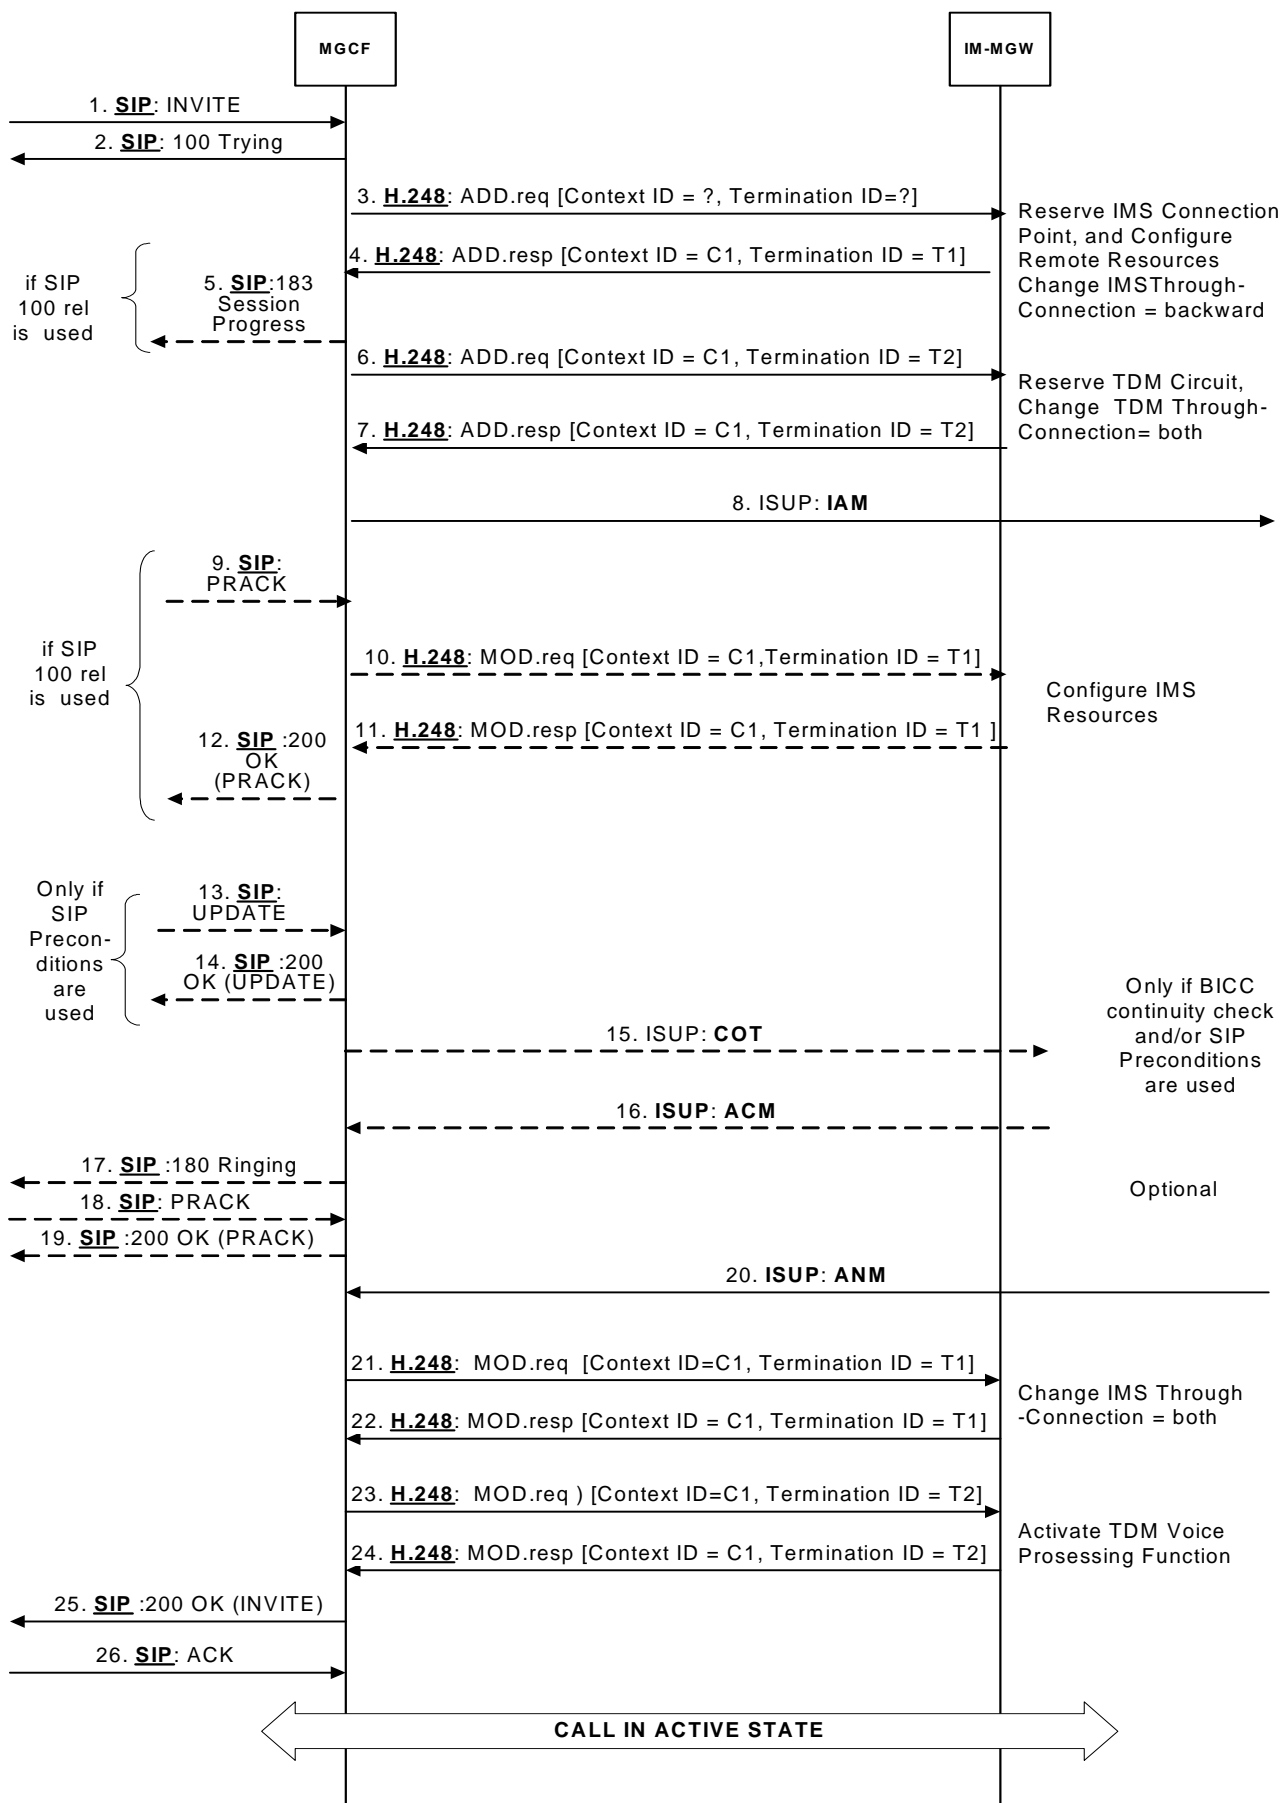 MGCF
IM-MGW
1. SIP: INVITE
2. SIP: 100 Trying
3. H.248: ADD.req [Context ID = ?, Termination ID=?]
Reserve IMS Connection
Point, and Configure
Remote Resources
Change IMSThrough-
Connection = backward
4. H.248: ADD.resp [Context ID = C1, Termination ID = T1]
if SIP
100 rel
is used
5. SIP:183
Session
Progress
6. H.248: ADD.req [Context ID = C1, Termination ID = T2]
Reserve TDM Circuit,
Change TDM Through-
Connection= both
7. H.248: ADD.resp [Context ID = C1, Termination ID = T2]
8. ISUP: IAM
9. SIP:
PRACK
if SIP
100 rel
is used
10. H.248: MOD.req [Context ID = C1,Termination ID = T1]
Configure IMS
Resources
11. H.248: MOD.resp [Context ID = C1, Termination ID = T1 ]
12. SIP :200
OK
(PRACK)
Only if
SIP
Precon-
ditions
are
used
13. SIP:
UPDATE
14. SIP :200
OK (UPDATE)
Only if BICC
continuity check
and/or SIP
Preconditions
are used
15. ISUP: COT
16. ISUP: ACM
17. SIP :180 Ringing
Optional
18. SIP: PRACK
19. SIP :200 OK (PRACK)
20. ISUP: ANM
21. H.248: MOD.req [Context ID=C1, Termination ID = T1]
Change IMS Through
-Connection = both
22. H.248: MOD.resp [Context ID = C1, Termination ID = T1]
23. H.248: MOD.req ) [Context ID=C1, Termination ID = T2]
Activate TDM Voice
Prosessing Function
24. H.248: MOD.resp [Context ID = C1, Termination ID = T2]
25. SIP :200 OK (INVITE)
26. SIP: ACK
CALL IN ACTIVE STATE